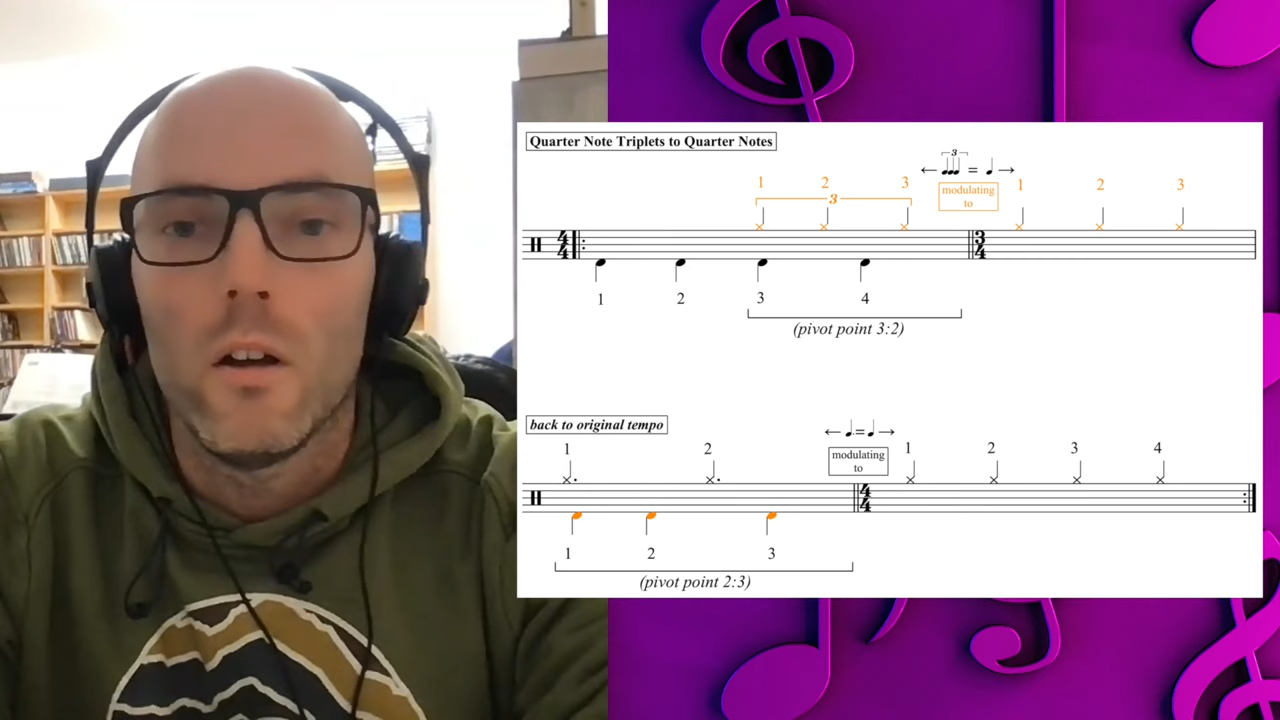 Quarter Note Triplets to Quarter Notes
3
=
1 2 3
modulating
to
1 2 3
3
4
4
3
4
1 2 3 4
(pivot point 3:2)
back to original tempo
=
1 2
modulating
to
1 2 3 4
4
4
1 2 3
(pivot point 2:3)